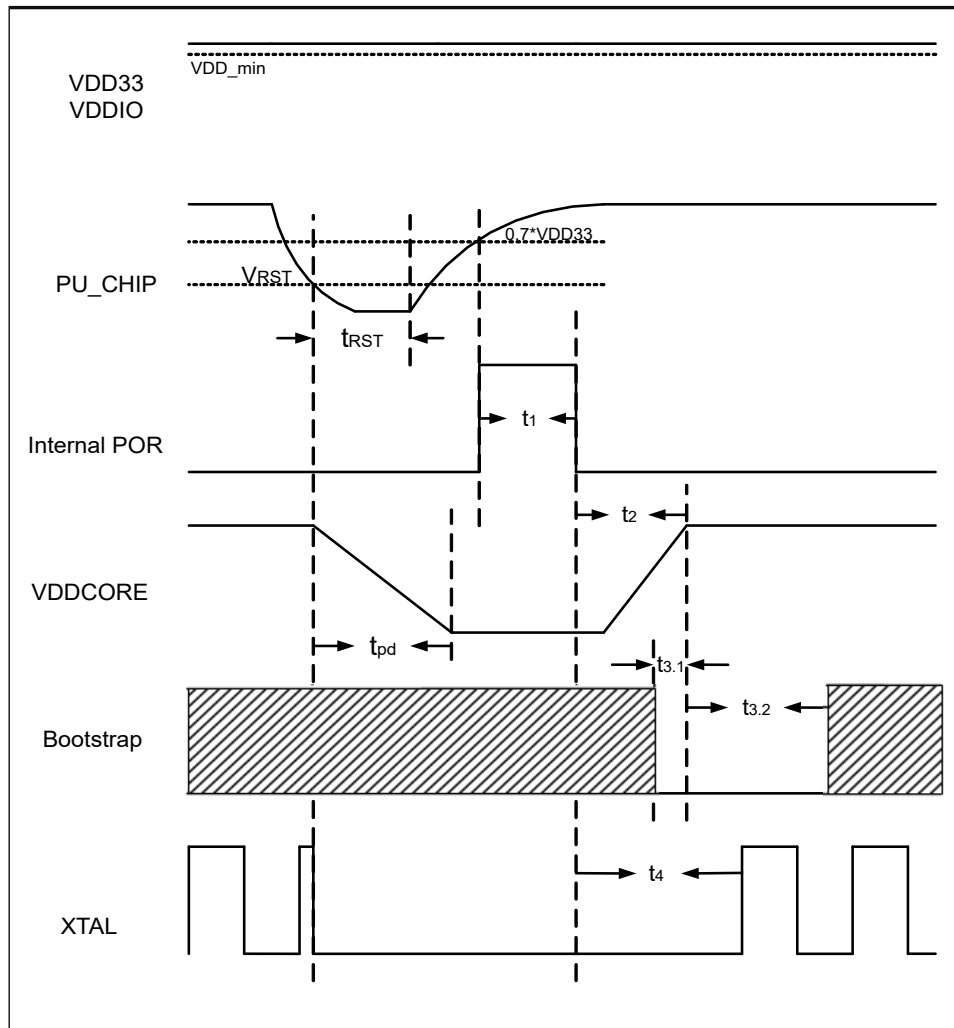 VDD_min
VDD33
VDDIO
0.7*VDD33
VRST
PU_CHIP
tRST
t1
Internal POR
t2
VDDCORE
tpd
t3.1
t3.2
Bootstrap
t4
XTAL